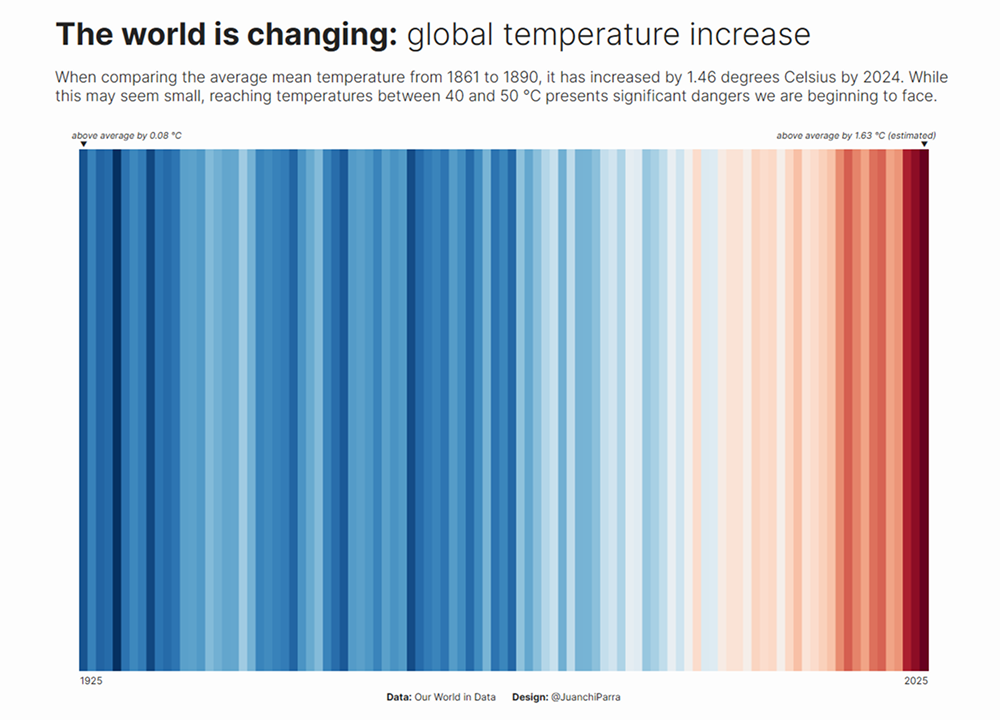 The world is changing: global temperature increase
When comparing the average mean temperature from 1861 to 1890, it has increased by 1.46 degrees Celsius by 2024. While
this may seem small, reaching temperatures between 40 and 50 °C presents significant dangers we are beginning to face.
above average by 0.08 °C
above average by 1.63 °C (estimated)
1925
2025
Data: Our World in Data Design: @JuanchiParra